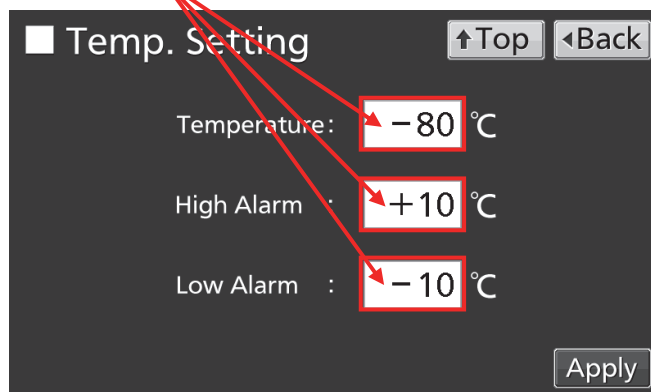 Temp. Setting ↑Top ◂Back
Temperature: −80 ℃
High Alarm : +10 ℃
Low Alarm : −10 ℃
Apply